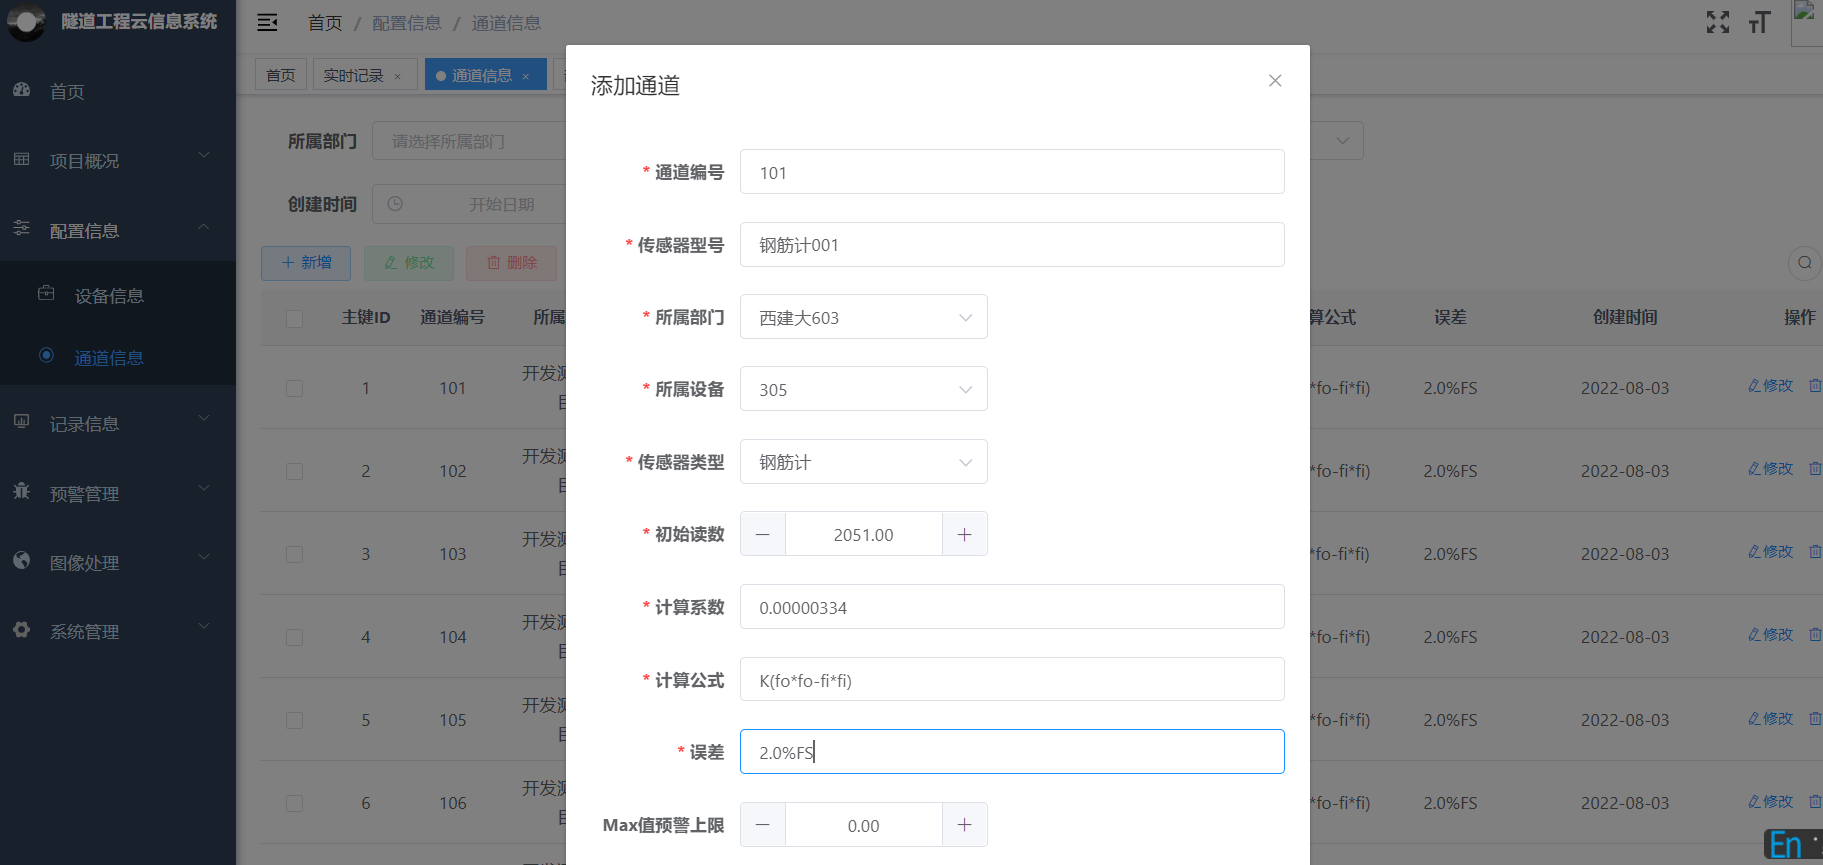 隧道工程云信息系统
首页 / 配置信息 / 通道信息
首页
实时记录 ×
通道信息 ×
首页
项目概况
配置信息
设备信息
通道信息
记录信息
预警管理
图像处理
系统管理
所属部门 请选择所属部门
创建时间 开始日期
+ 新增
修改
删除
主键ID 通道编号 所属
算公式 误差 创建时间 操作
1 101 开发测 *fo-fi*fi) 2.0%FS 2022-08-03 修改
2 102 开发测 *fo-fi*fi) 2.0%FS 2022-08-03 修改
3 103 开发测 *fo-fi*fi) 2.0%FS 2022-08-03 修改
4 104 开发测 *fo-fi*fi) 2.0%FS 2022-08-03 修改
5 105 开发测 *fo-fi*fi) 2.0%FS 2022-08-03 修改
6 106 开发测 *fo-fi*fi) 2.0%FS 2022-08-03 修改
添加通道
* 通道编号 101
* 传感器型号 钢筋计001
* 所属部门 西建大603
* 所属设备 305
* 传感器类型 钢筋计
* 初始读数 — 2051.00 +
* 计算系数 0.00000334
* 计算公式 K(fo*fo-fi*fi)
* 误差 2.0%FS
Max值预警上限 — 0.00 +
En